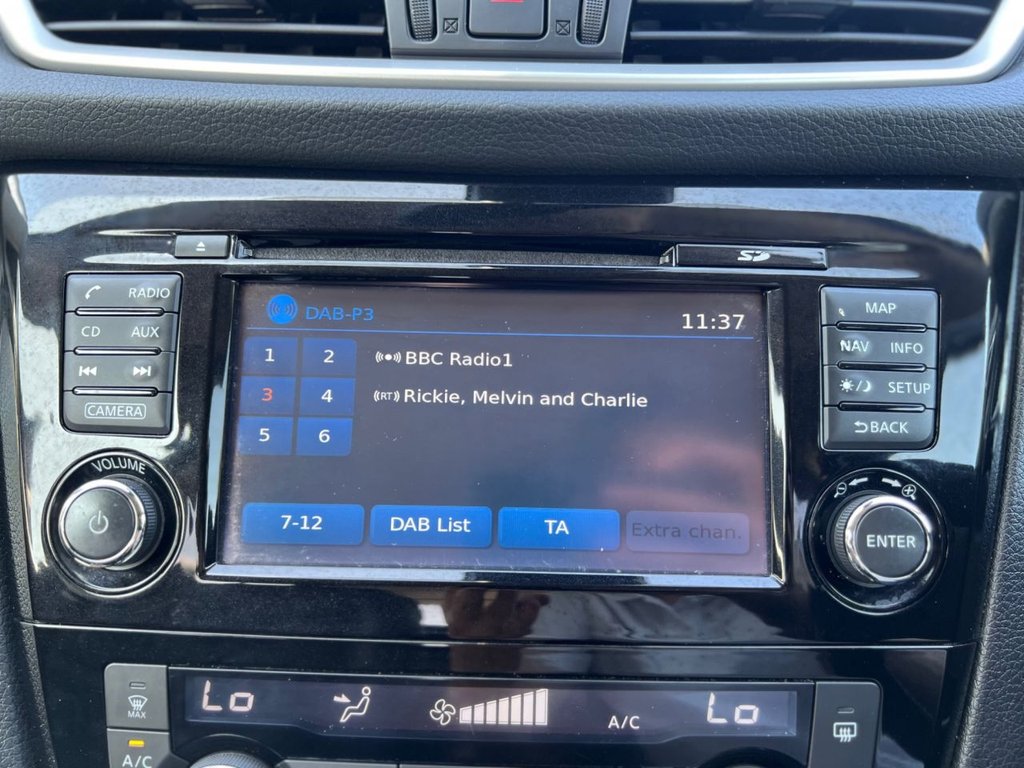 SD
RADIO
CD AUX
CAMERA
VOLUME
DAB-P3
11:37
1 2
3 4
5 6
BBC Radio1
(RT) Rickie, Melvin and Charlie
7-12
DAB List
TA
Extra chan.
MAP
NAV INFO
SETUP
BACK
ENTER
MAX
A/C
Lo
A/C
Lo